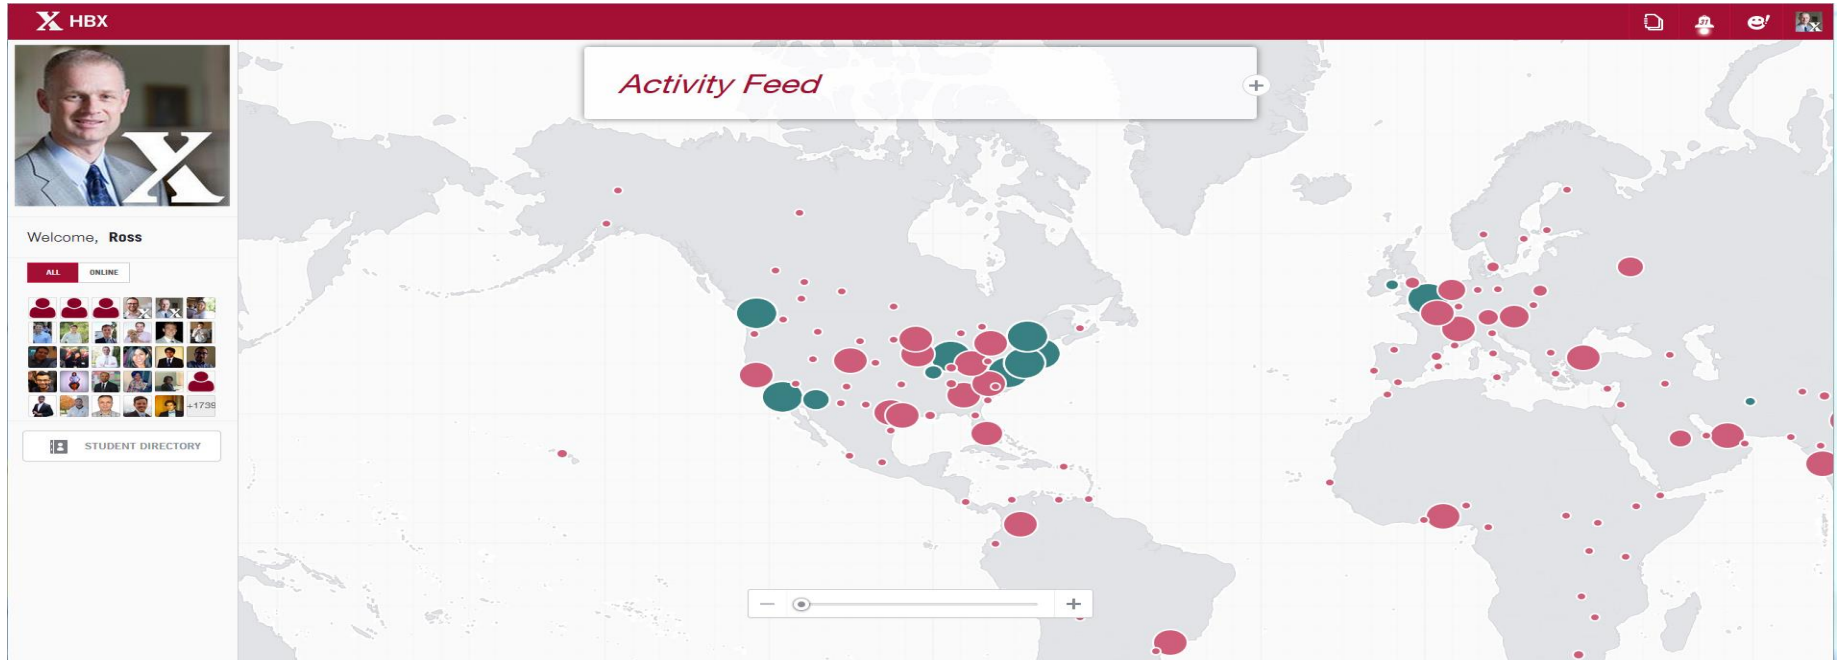 X HBX
Activity Feed
Welcome, Ross
ALL ONLINE
+1738
STUDENT DIRECTORY